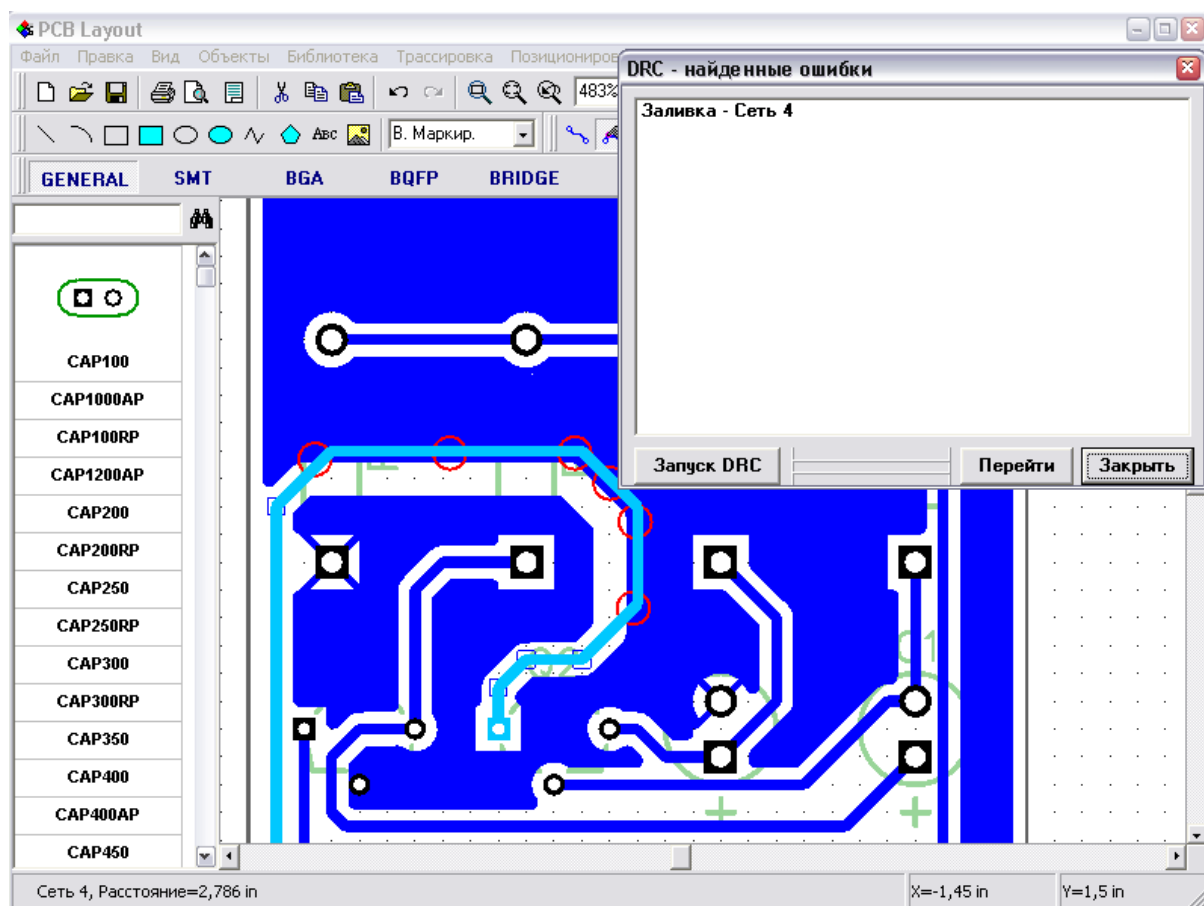 PCB Layout
Файл Правка Вид Объекты Библиотека Трассировка Позициониров
483%
Авс В. Маркир.
GENERAL SMT BGA BQFP BRIDGE
DRC - найденные ошибки
Заливка - Сеть 4
Запуск DRC Перейти Закрыть
CAP100
CAP1000AP
CAP100RP
CAP1200AP
CAP200
CAP200RP
CAP250
CAP250RP
CAP300
CAP300RP
CAP350
CAP400
CAP400AP
CAP450
C1
Сеть 4, Расстояние=2,786 in X=-1,45 in Y=1,5 in